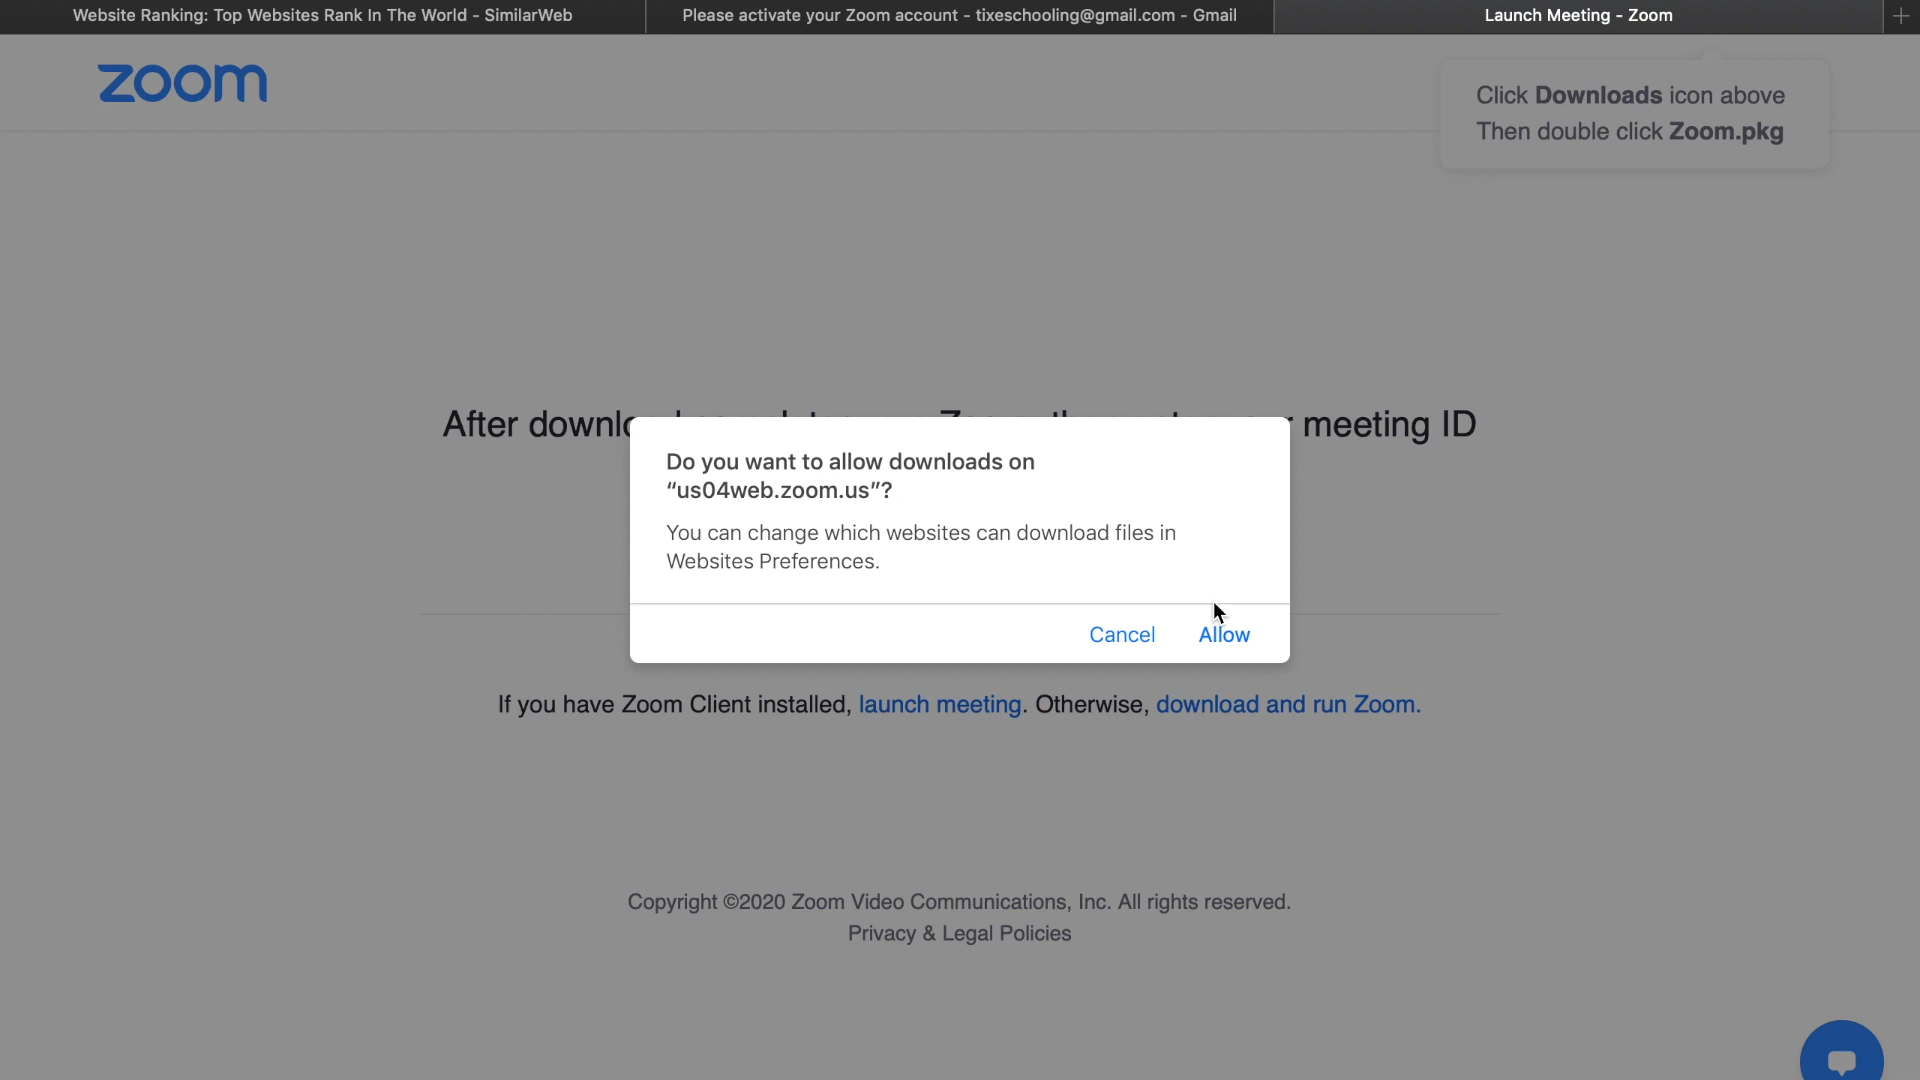 Website Ranking: Top Websites Rank In The World - SimilarWeb
Please activate your Zoom account - tixeschooling@gmail.com - Gmail
Launch Meeting - Zoom
zoom
Click Downloads icon above
Then double click Zoom.pkg
After meeting ID
Do you want to allow downloads on
“us04web.zoom.us”?
You can change which websites can download files in
Websites Preferences.
Cancel
Allow
If you have Zoom Client installed, launch meeting. Otherwise, download and run Zoom.
Copyright ©2020 Zoom Video Communications, Inc. All rights reserved.
Privacy & Legal Policies